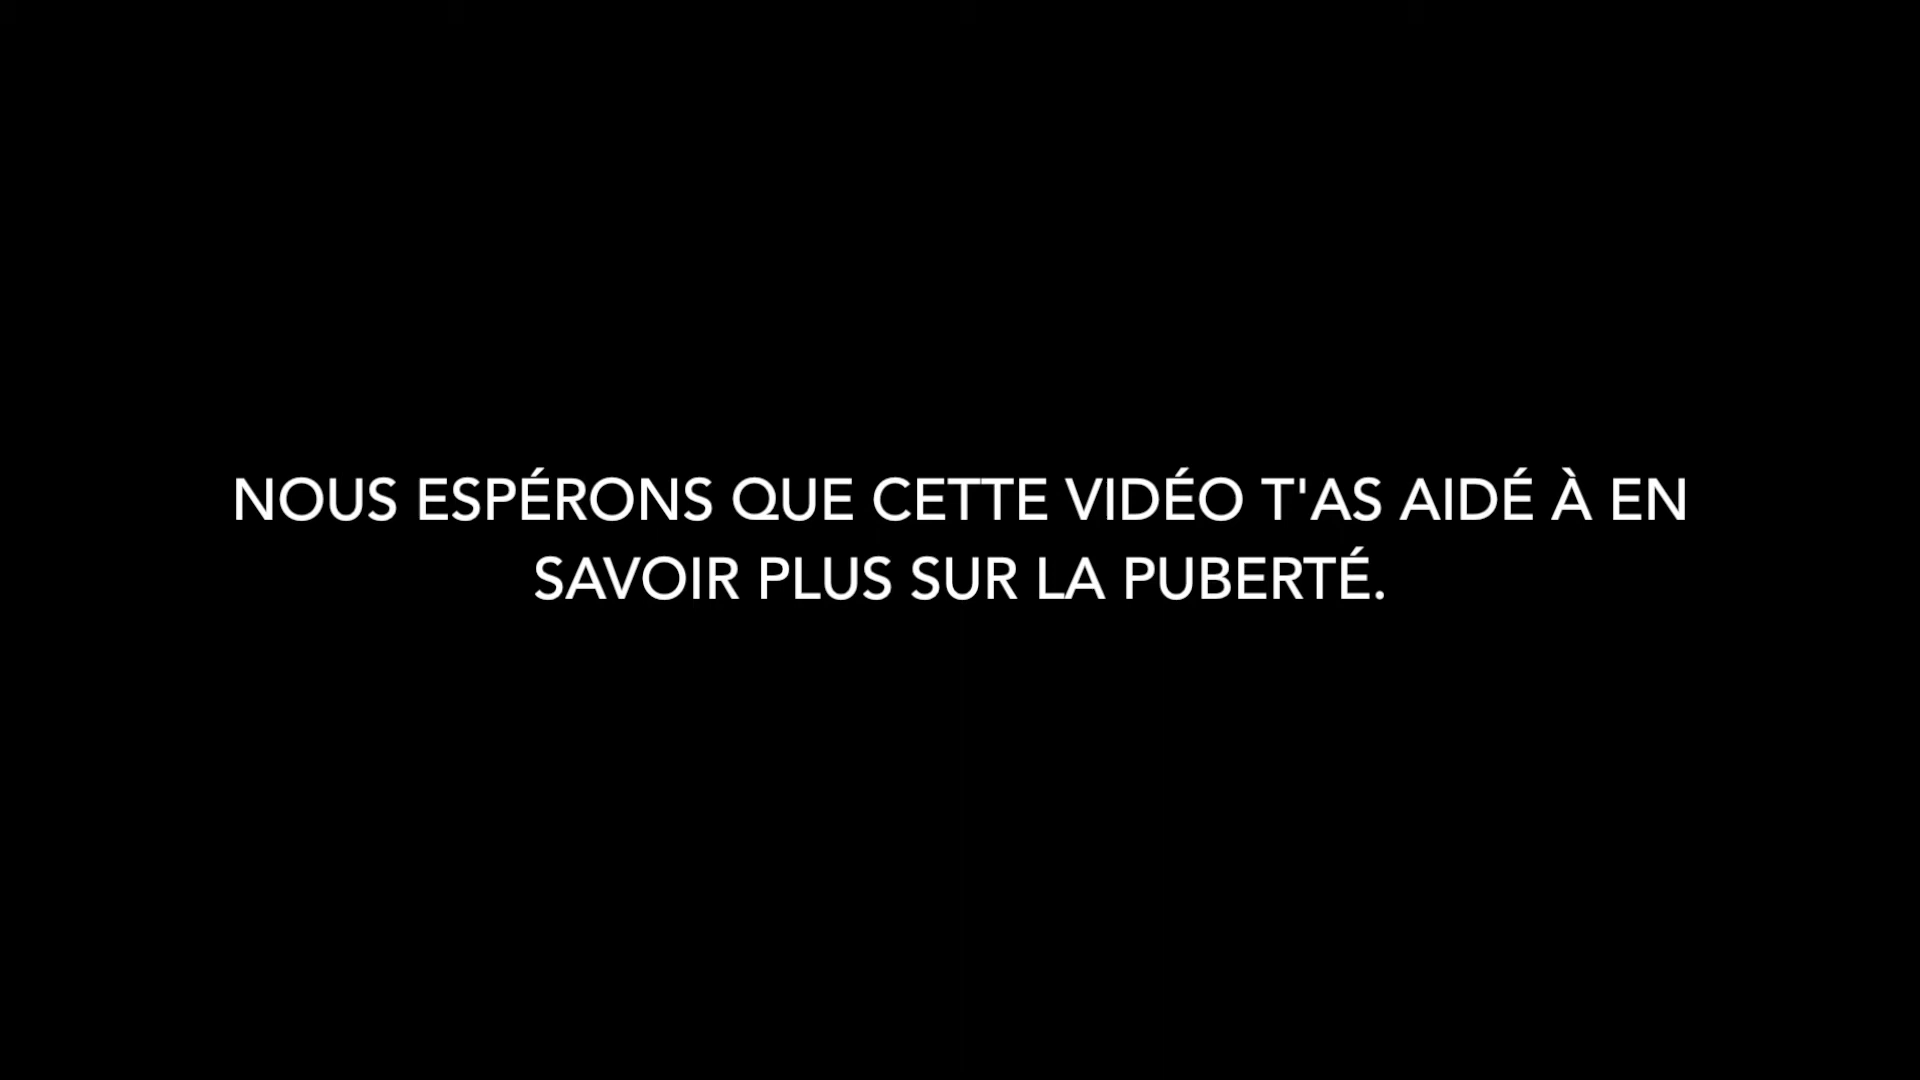 NOUS ESPÉRONS QUE CETTE VIDÉO T'AS AIDÉ À EN
SAVOIR PLUS SUR LA PUBERTÉ.